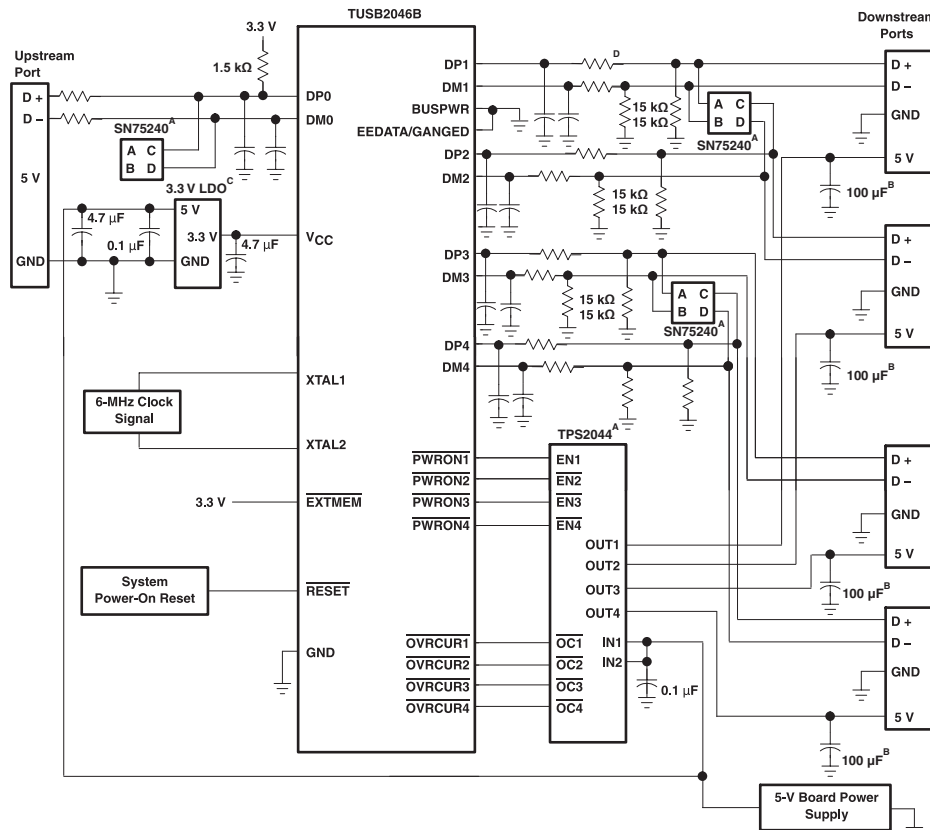 TUSB2046B
Downstream
Ports
Upstream
Port
3.3 V
1.5 kΩ
D +
D –
5 V
GND
SN75240A
A C
B D
3.3 V LDOC
5 V
3.3 V
GND
4.7 µF
0.1 µF
4.7 µF
DP0
DM0
VCC
XTAL1
6-MHz Clock
Signal
XTAL2
3.3 V
EXTMEM
System
Power-On Reset
RESET
GND
DP1
DM1
BUSPWR
EEDATA/GANGED
DP2
DM2
DP3
DM3
DP4
DM4
PWRON1
PWRON2
PWRON3
PWRON4
OVRCUR1
OVRCUR2
OVRCUR3
OVRCUR4
D
15 kΩ
15 kΩ
A C
B D
SN75240A
15 kΩ
15 kΩ
15 kΩ
15 kΩ
A C
B D
SN75240A
TPS2044A
EN1
EN2
EN3
EN4
OUT1
OUT2
OUT3
OUT4
OC1
OC2
OC3
OC4
IN1
IN2
0.1 µF
D +
D –
GND
5 V
100 µFB
D +
D –
GND
5 V
100 µFB
D +
D –
GND
5 V
100 µFB
D +
D –
GND
5 V
100 µFB
5-V Board Power
Supply